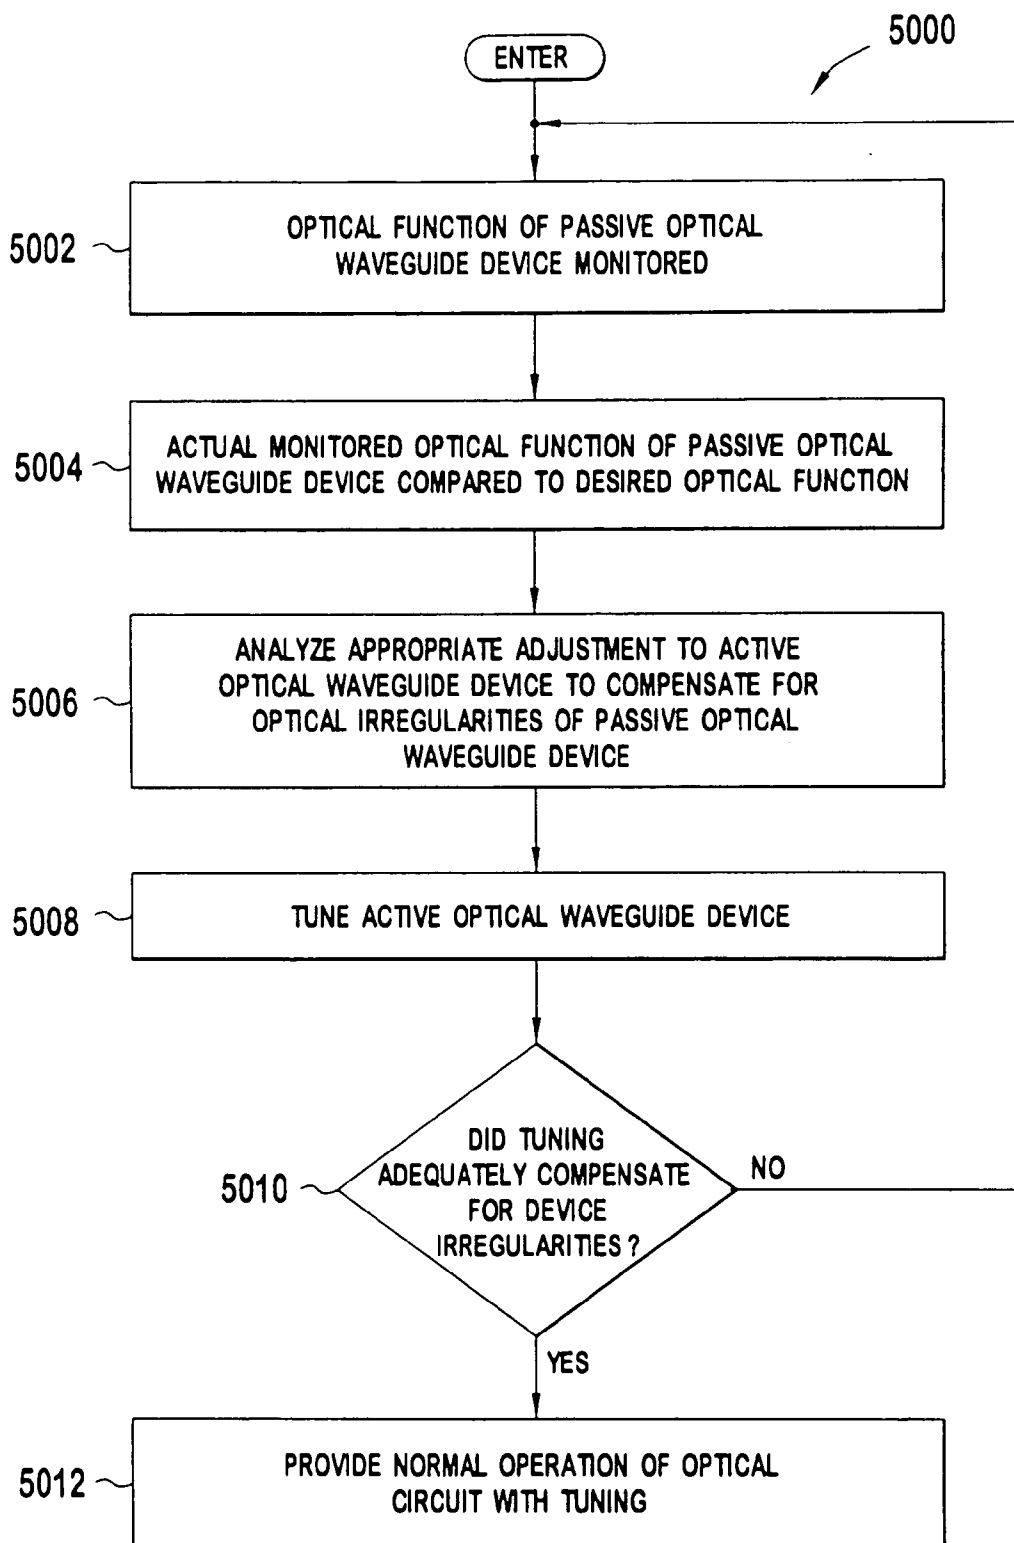 5000
ENTER
5002
OPTICAL FUNCTION OF PASSIVE OPTICAL
WAVEGUIDE DEVICE MONITORED
5004
ACTUAL MONITORED OPTICAL FUNCTION OF PASSIVE OPTICAL
WAVEGUIDE DEVICE COMPARED TO DESIRED OPTICAL FUNCTION
5006
ANALYZE APPROPRIATE ADJUSTMENT TO ACTIVE
OPTICAL WAVEGUIDE DEVICE TO COMPENSATE FOR
OPTICAL IRREGULARITIES OF PASSIVE OPTICAL
WAVEGUIDE DEVICE
5008
TUNE ACTIVE OPTICAL WAVEGUIDE DEVICE
5010
DID TUNING
ADEQUATELY COMPENSATE
FOR DEVICE
IRREGULARITIES ?
NO
YES
5012
PROVIDE NORMAL OPERATION OF OPTICAL
CIRCUIT WITH TUNING